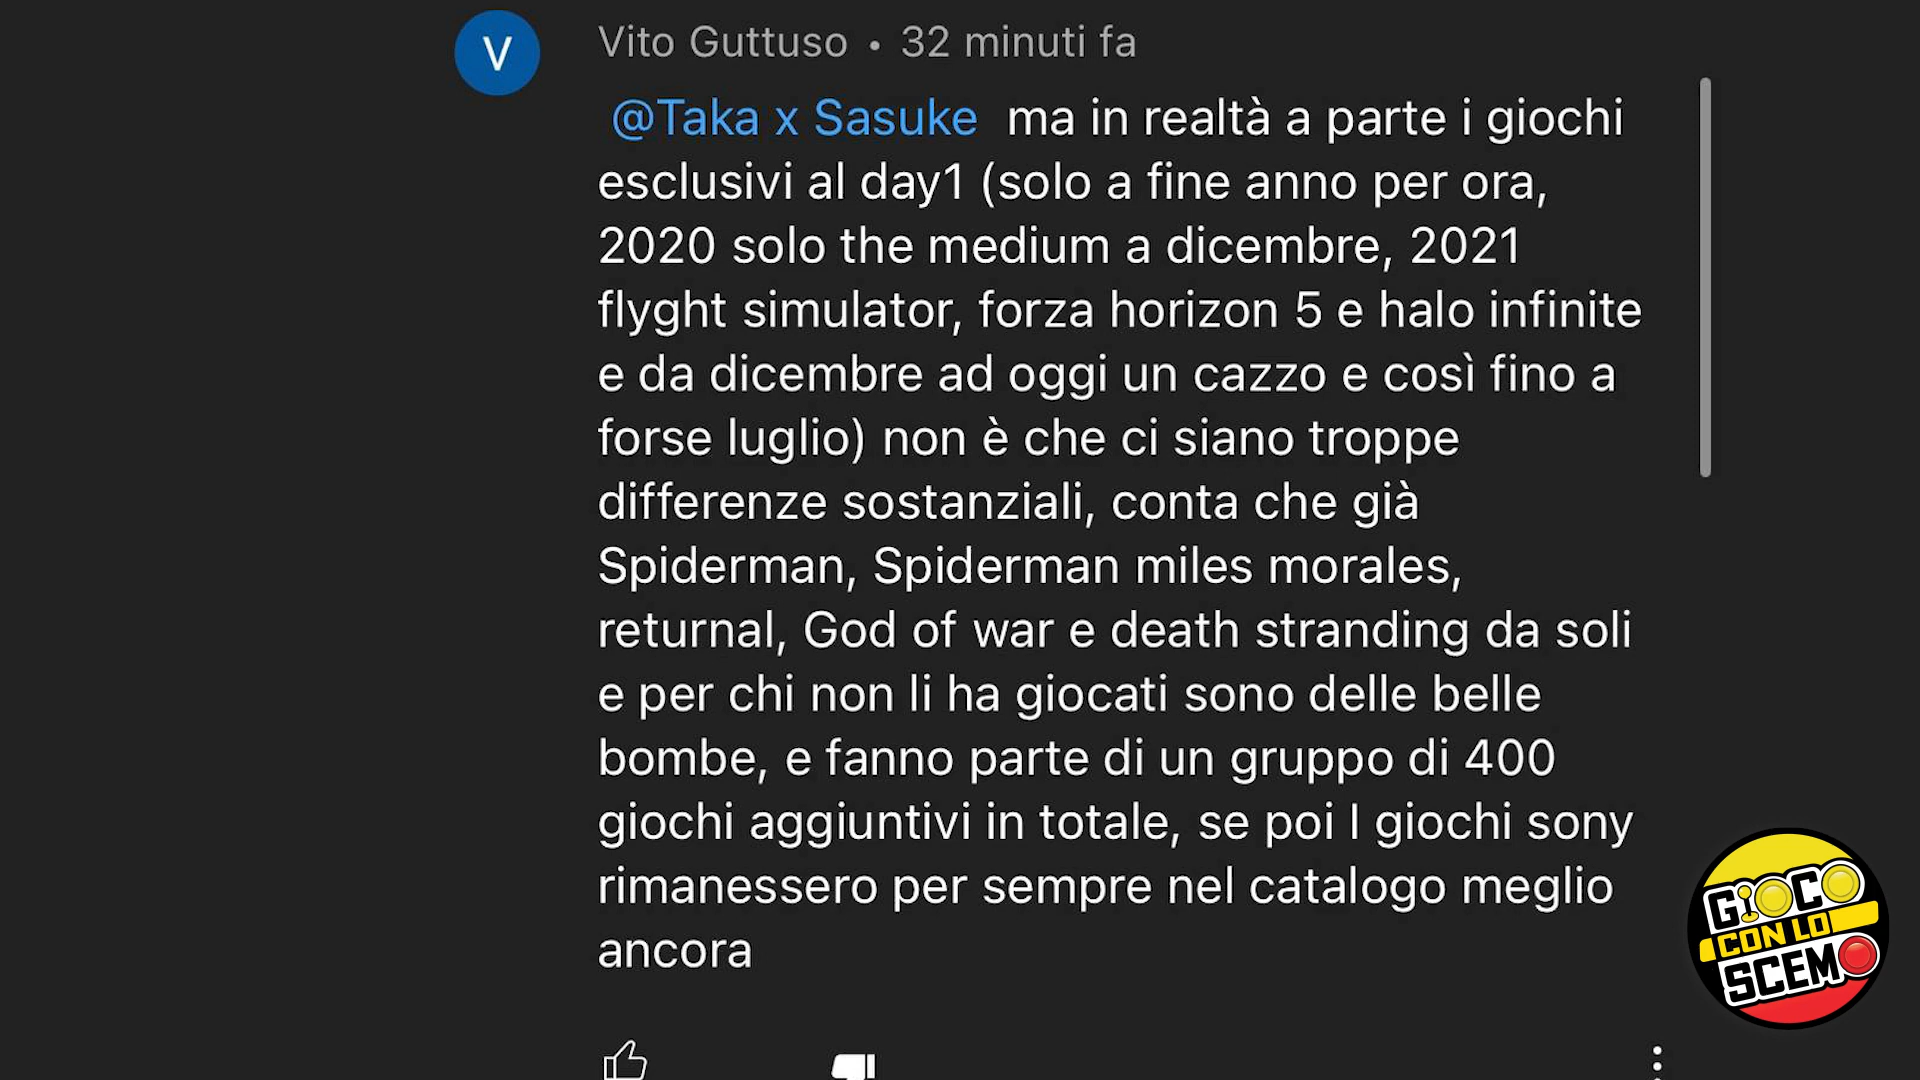 V
Vito Guttuso • 32 minuti fa
@Taka x Sasuke ma in realtà a parte i giochi
esclusivi al day1 (solo a fine anno per ora,
2020 solo the medium a dicembre, 2021
flyght simulator, forza horizon 5 e halo infinite
e da dicembre ad oggi un cazzo e così fino a
forse luglio) non è che ci siano troppe
differenze sostanziali, conta che già
Spiderman, Spiderman miles morales,
returnal, God of war e death stranding da soli
e per chi non li ha giocati sono delle belle
bombe, e fanno parte di un gruppo di 400
giochi aggiuntivi in totale, se poi I giochi sony
rimanessero per sempre nel catalogo meglio
ancora
GIOCO
CON LO
SCEMO